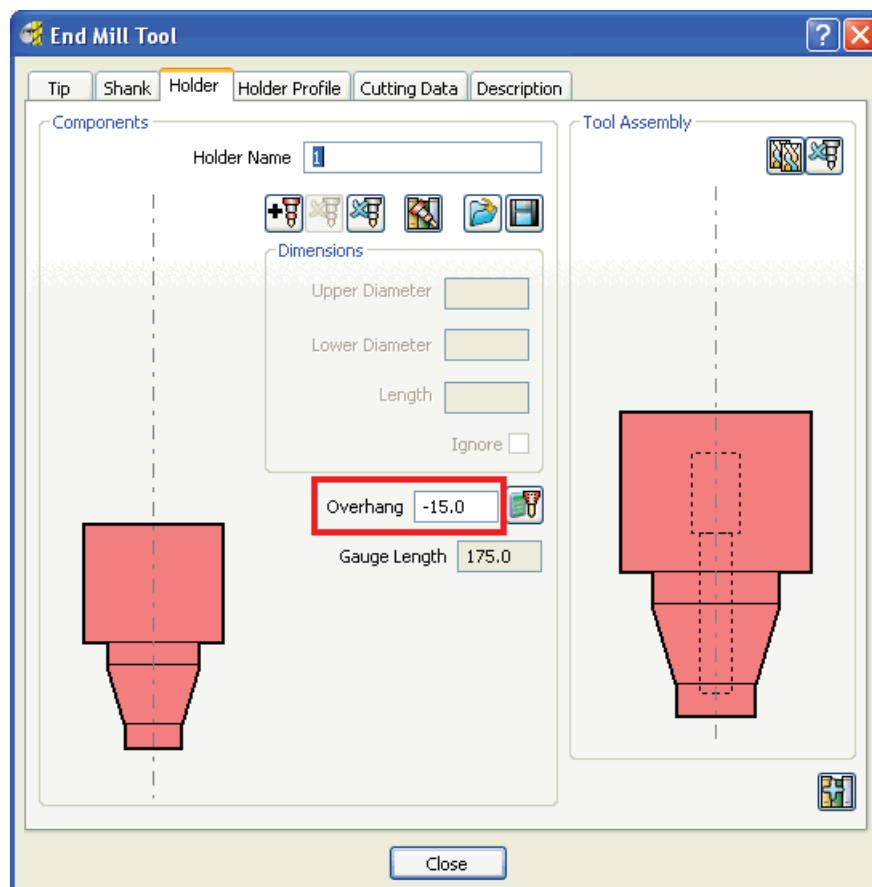 End Mill Tool
Tip Shank Holder Holder Profile Cutting Data Description
Components
Holder Name 1
Dimensions
Upper Diameter
Lower Diameter
Length
Ignore
Overhang -15.0
Gauge Length 175.0
Tool Assembly
Close